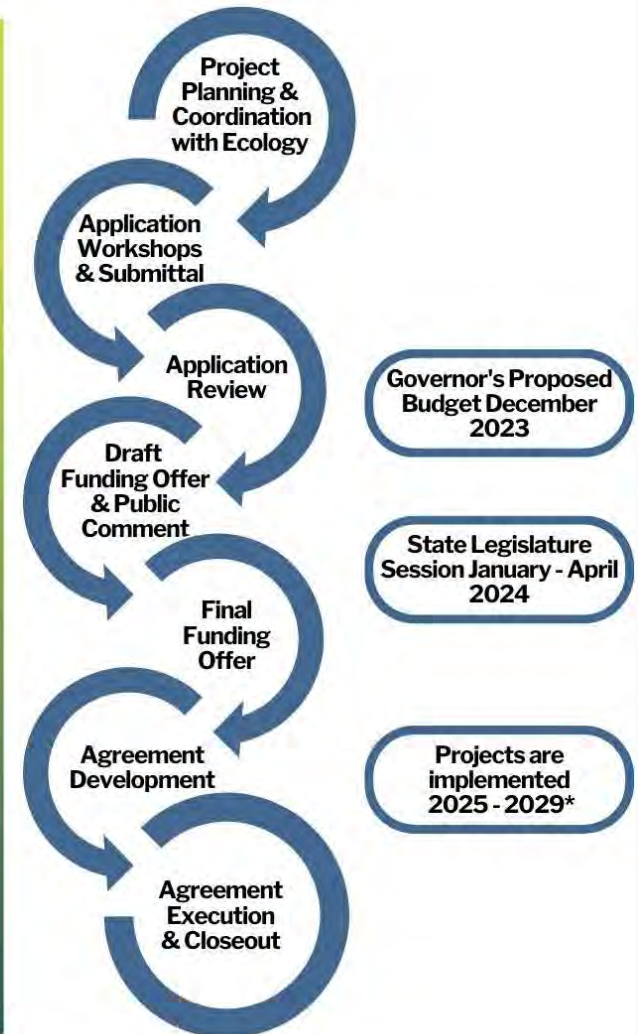 Project
Planning &
Coordination
with Ecology
Application
Workshops
& Submittal
Application
Review
Draft
Funding Offer
& Public
Comment
Final
Funding
Offer
Agreement
Development
Agreement
Execution
& Closeout
Governor's Proposed
Budget December
2023
State Legislature
Session January - April
2024
Projects are
implemented
2025 - 2029*